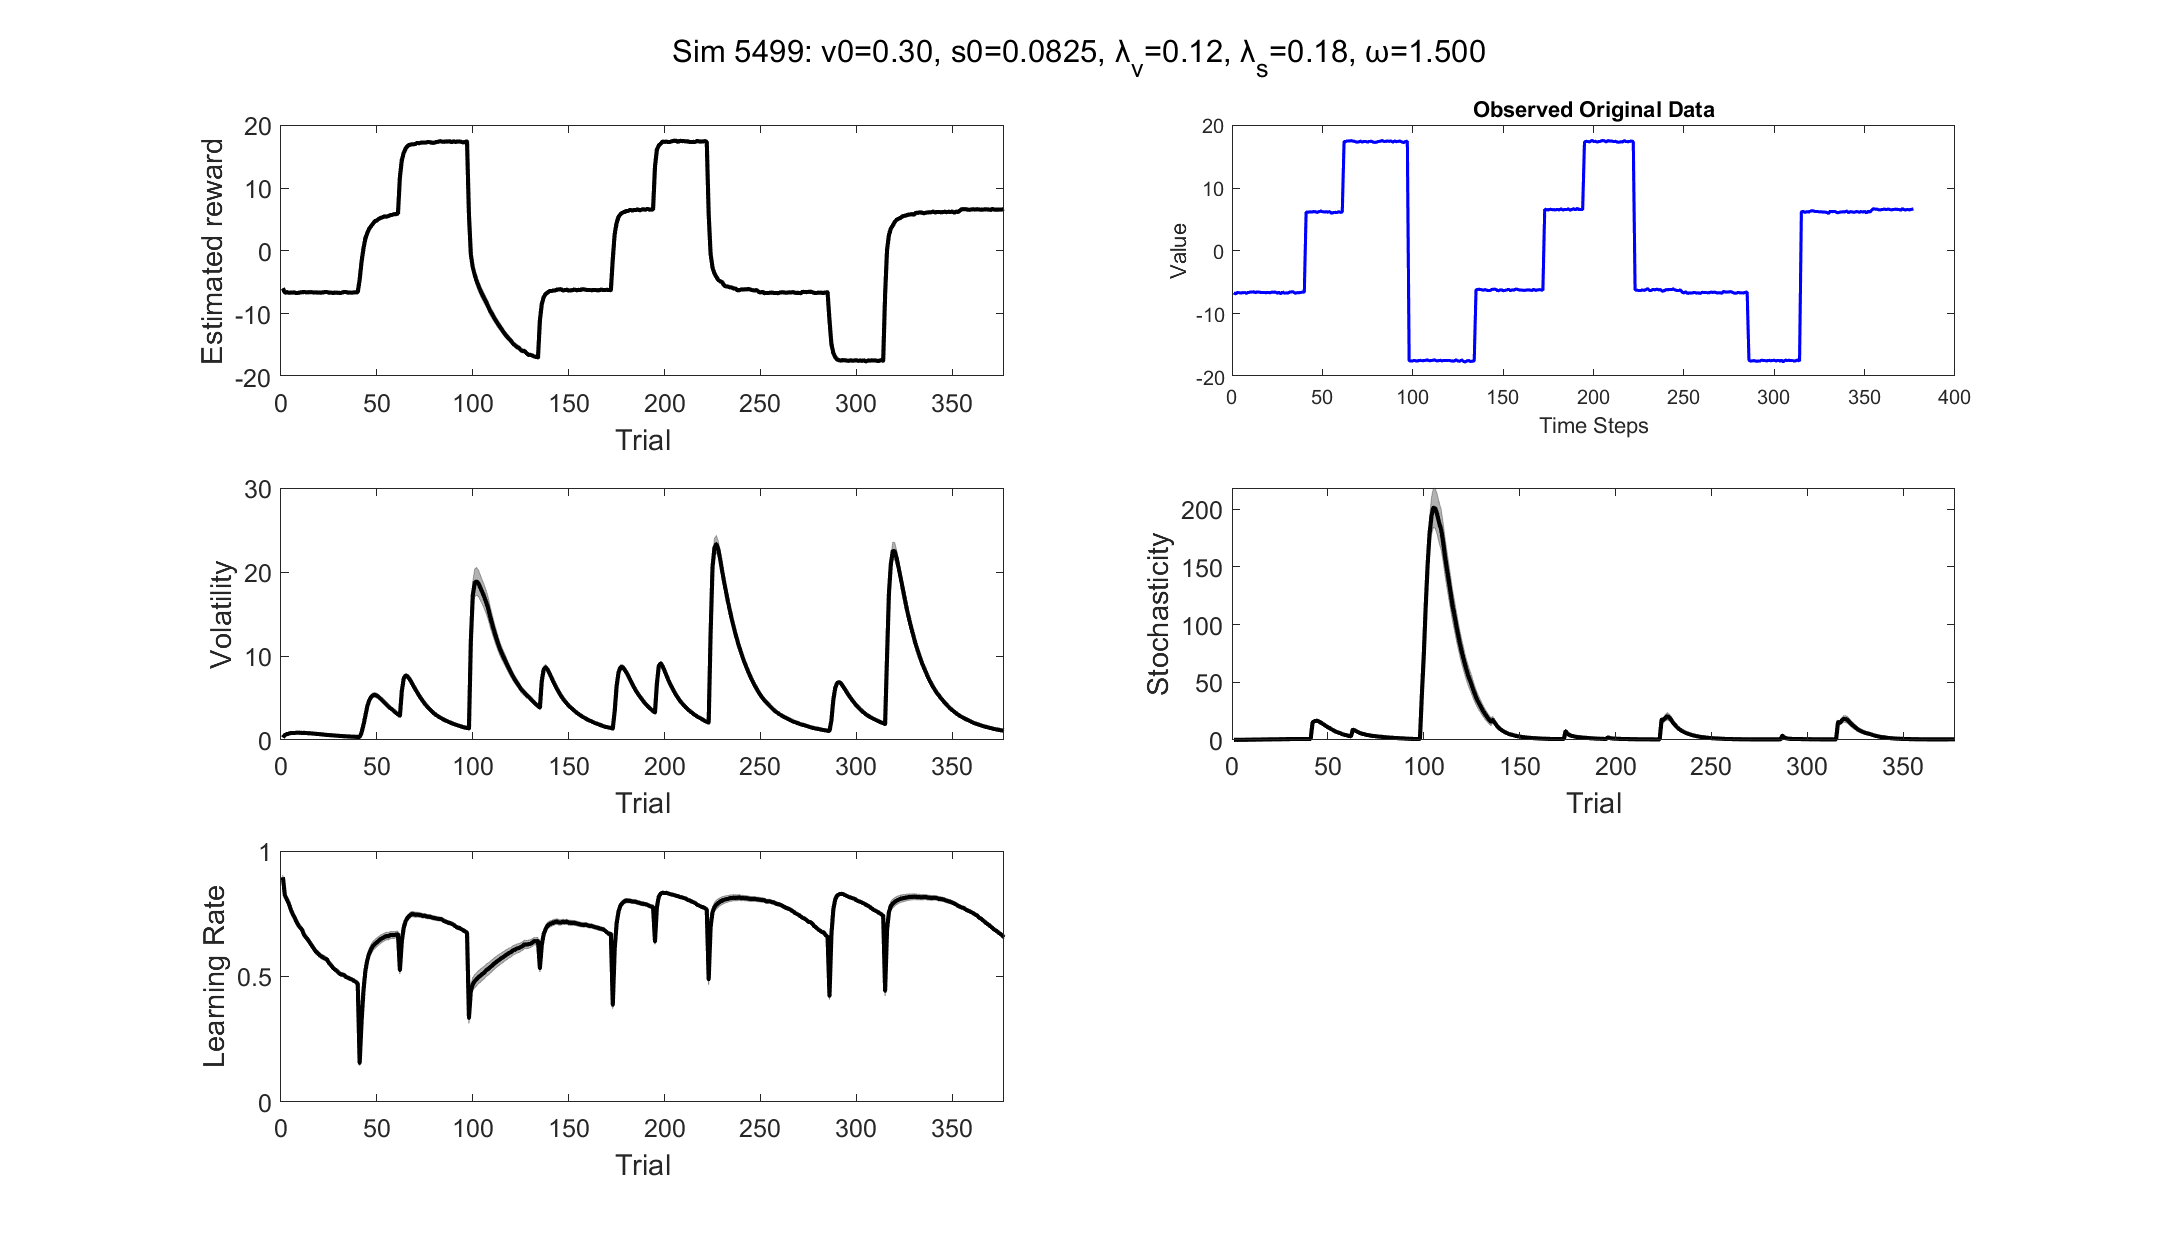 Sim 5499: v0=0.30, s0=0.0825, λ_v=0.12, λ_s=0.18, ω=1.500
Estimated reward
20
10
0
-10
-20
0 50 100 150 200 250 300 350
Trial
Observed Original Data
Value
20
10
0
-10
-20
0 50 100 150 200 250 300 350 400
Time Steps
Volatility
30
20
10
0
0 50 100 150 200 250 300 350
Trial
Stochasticity
200
150
100
50
0
0 50 100 150 200 250 300 350
Trial
Learning Rate
1
0.5
0
0 50 100 150 200 250 300 350
Trial